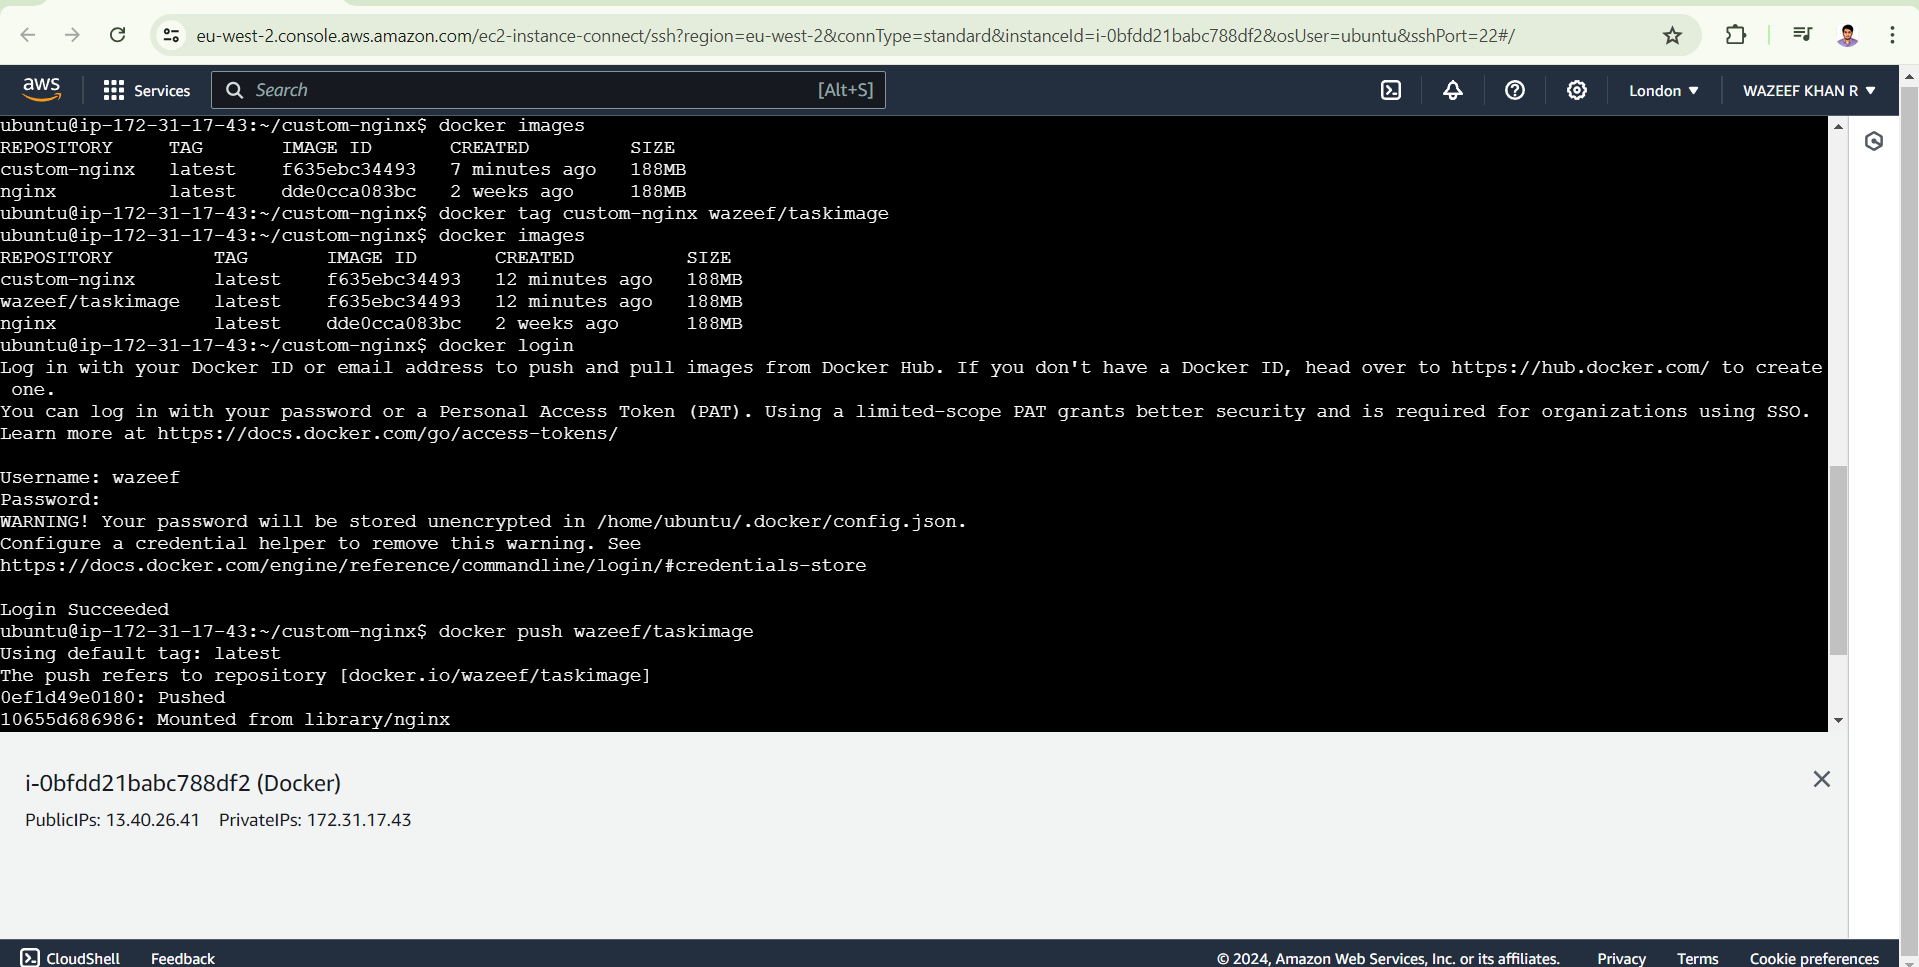 eu-west-2.console.aws.amazon.com/ec2-instance-connect/ssh?region=eu-west-2&connType=standard&instanceId=i-0bfdd21babc788df2&osUser=ubuntu&sshPort=22#/
aws Services Search [Alt+S] London WAZEEF KHAN R
ubuntu@ip-172-31-17-43:~/custom-nginx$ docker images
REPOSITORY     TAG       IMAGE ID       CREATED         SIZE
custom-nginx   latest    f635ebc34493   7 minutes ago   188MB
nginx          latest    dde0cca083bc   2 weeks ago     188MB
ubuntu@ip-172-31-17-43:~/custom-nginx$ docker tag custom-nginx wazeef/taskimage
ubuntu@ip-172-31-17-43:~/custom-nginx$ docker images
REPOSITORY         TAG       IMAGE ID       CREATED          SIZE
custom-nginx       latest    f635ebc34493   12 minutes ago   188MB
wazeef/taskimage   latest    f635ebc34493   12 minutes ago   188MB
nginx              latest    dde0cca083bc   2 weeks ago      188MB
ubuntu@ip-172-31-17-43:~/custom-nginx$ docker login
Log in with your Docker ID or email address to push and pull images from Docker Hub. If you don't have a Docker ID, head over to https://hub.docker.com/ to create
one.
You can log in with your password or a Personal Access Token (PAT). Using a limited-scope PAT grants better security and is required for organizations using SSO.
Learn more at https://docs.docker.com/go/access-tokens/
Username: wazeef
Password:
WARNING! Your password will be stored unencrypted in /home/ubuntu/.docker/config.json.
Configure a credential helper to remove this warning. See
https://docs.docker.com/engine/reference/commandline/login/#credentials-store
Login Succeeded
ubuntu@ip-172-31-17-43:~/custom-nginx$ docker push wazeef/taskimage
Using default tag: latest
The push refers to repository [docker.io/wazeef/taskimage]
0ef1d49e0180: Pushed
10655d686986: Mounted from library/nginx
i-0bfdd21babc788df2 (Docker)
PublicIPs: 13.40.26.41 PrivateIPs: 172.31.17.43
CloudShell Feedback © 2024, Amazon Web Services, Inc. or its affiliates. Privacy Terms Cookie preferences